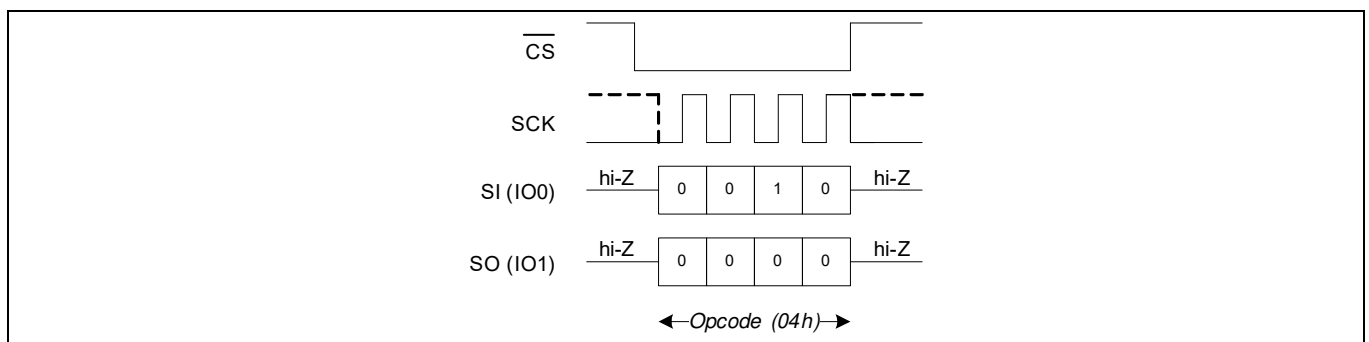 CS
SCK
SI (IO0) hi-Z 0 0 1 0 hi-Z
SO (IO1) hi-Z 0 0 0 0 hi-Z
Opcode (04h)